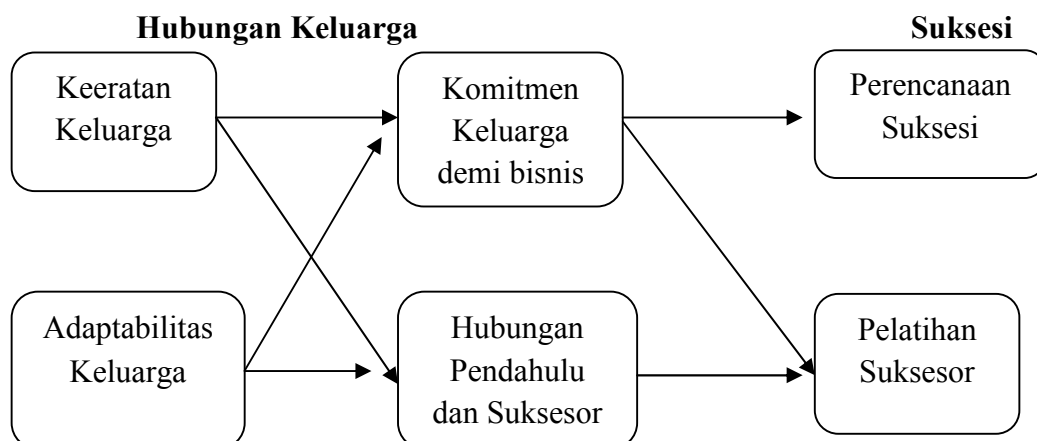 Hubungan Keluarga
Suksesi
Keeratan
Keluarga
Komitmen
Keluarga
demi bisnis
Perencanaan
Suksesi
Adaptabilitas
Keluarga
Hubungan
Pendahulu
dan Suksesor
Pelatihan
Suksesor